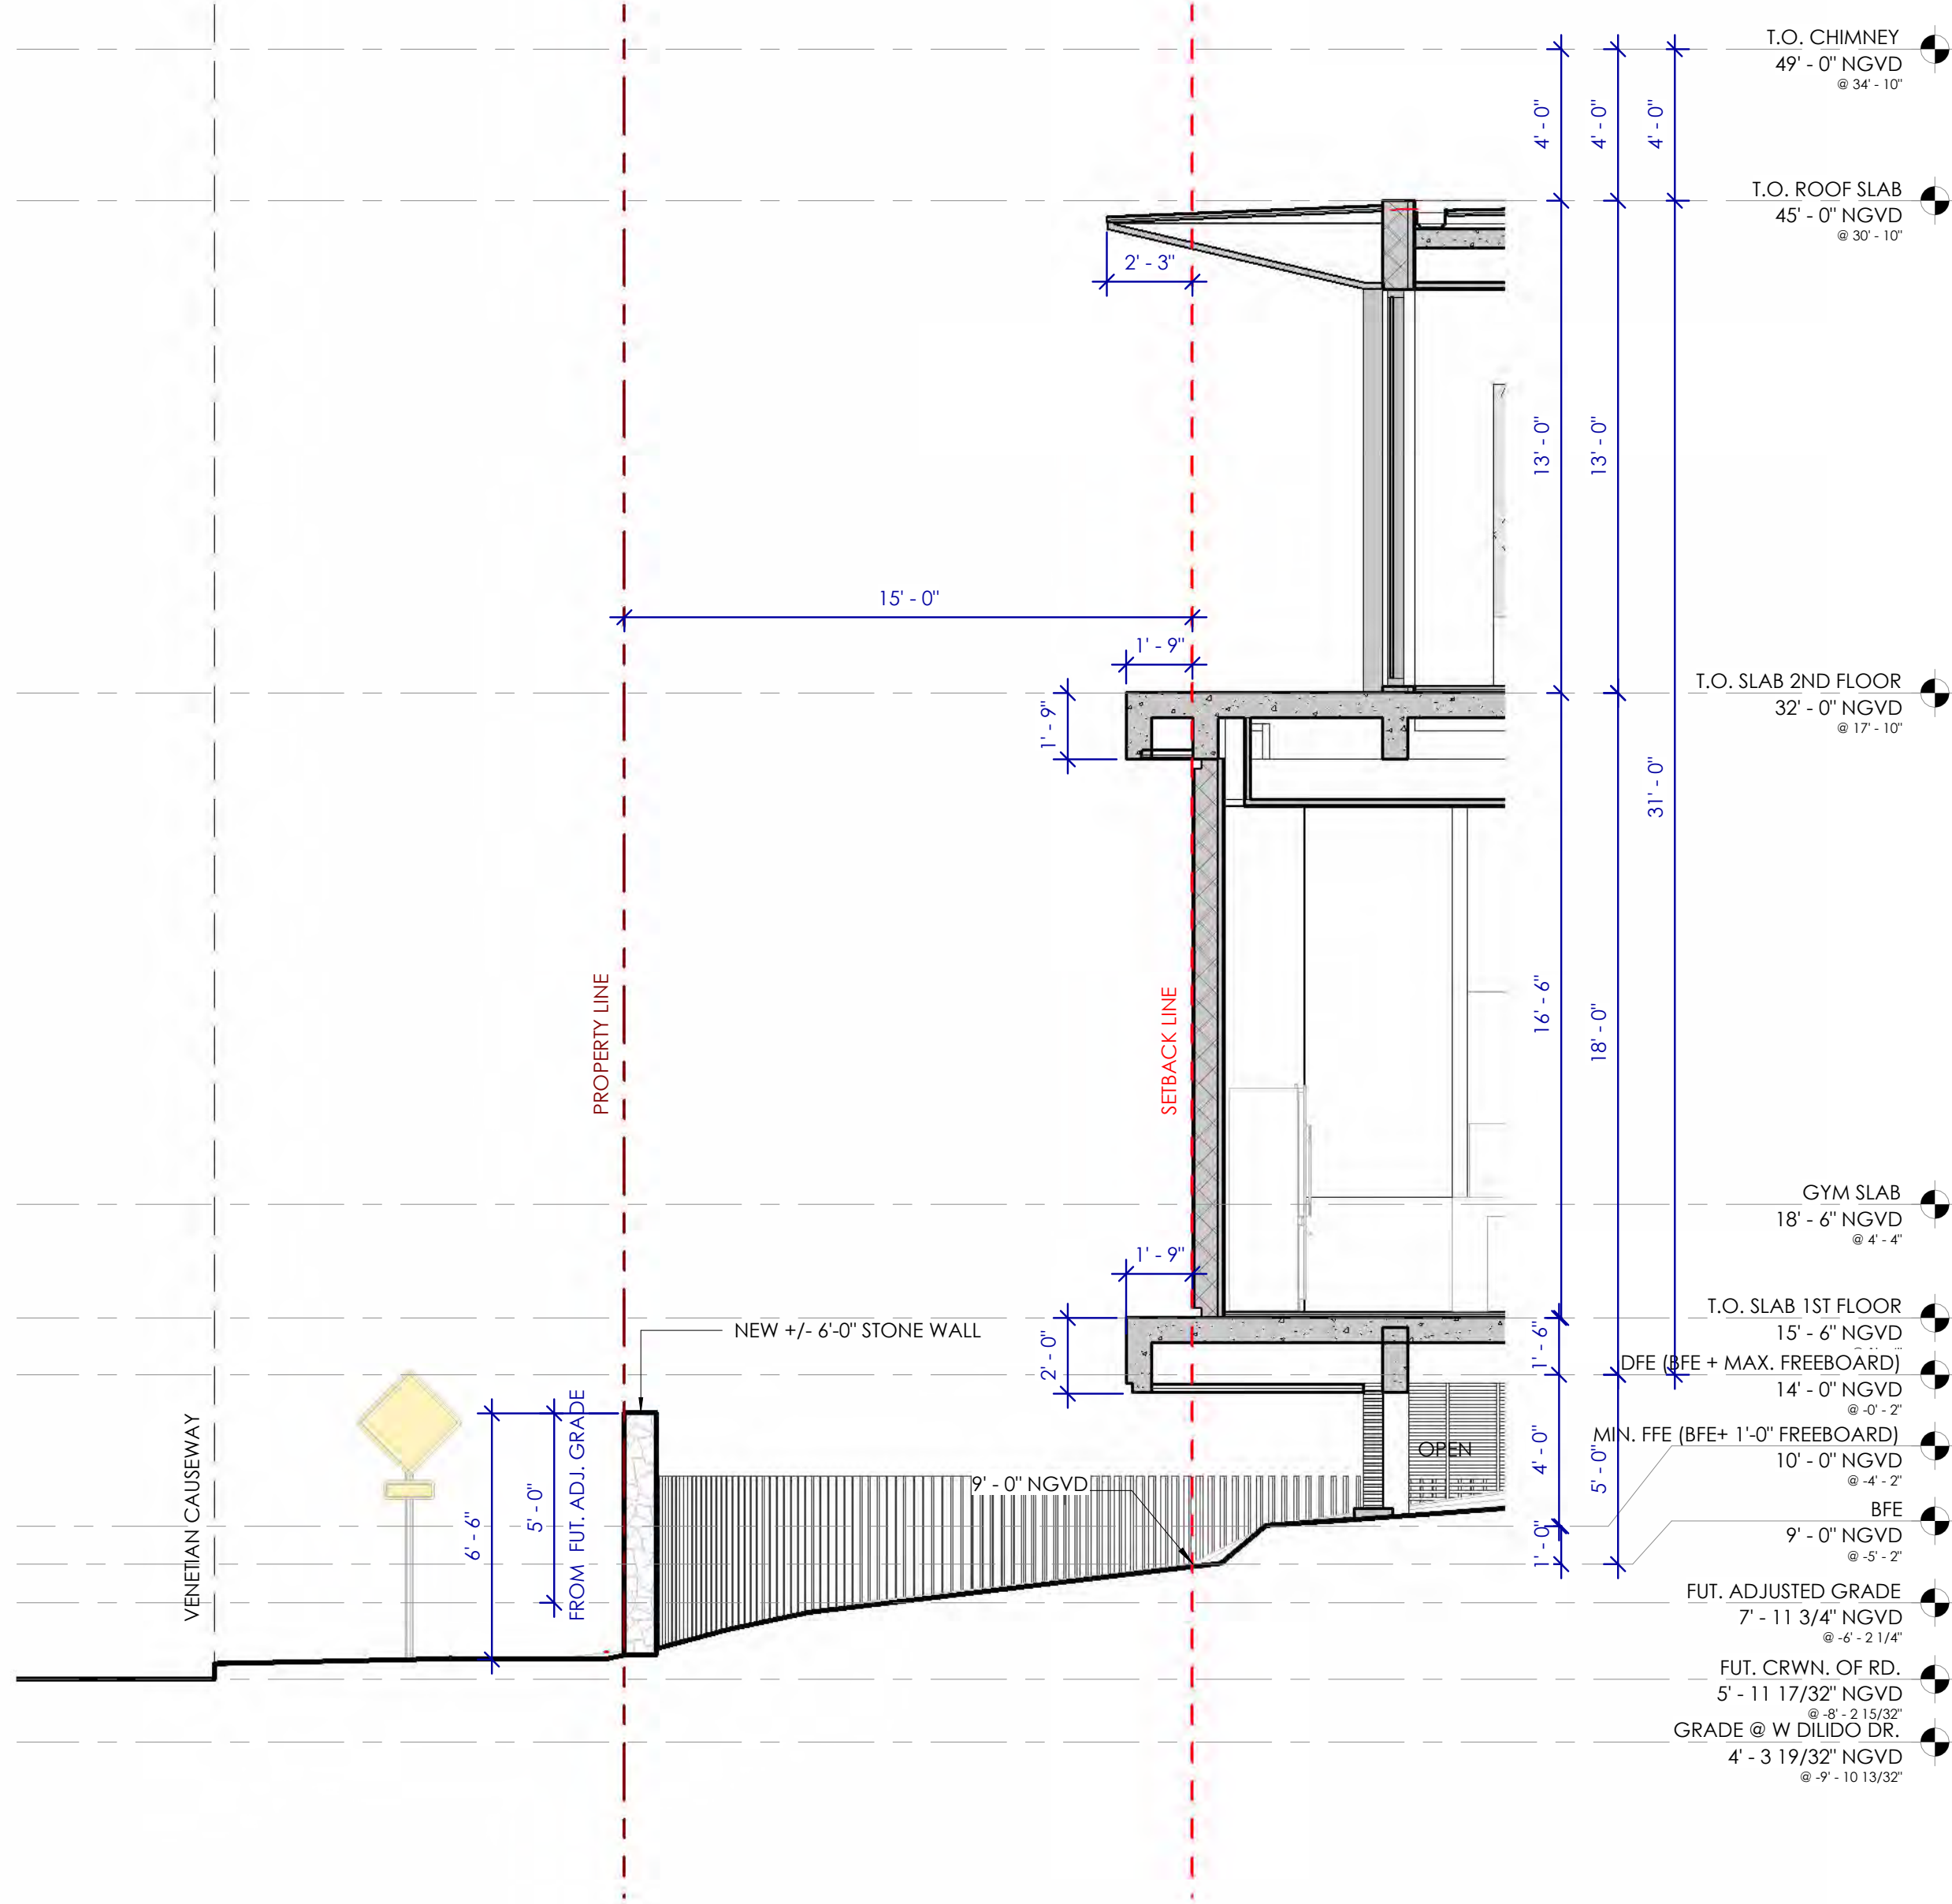 T.O. CHIMNEY
49' - 0" NGVD
@ 34' - 10"
4' - 0"
4' - 0"
4' - 0"
T.O. ROOF SLAB
45' - 0" NGVD
@ 30' - 10"
2' - 3"
13' - 0"
13' - 0"
15' - 0"
1' - 9"
1' - 9"
T.O. SLAB 2ND FLOOR
32' - 0" NGVD
@ 17' - 10"
31' - 0"
PROPERTY LINE
SETBACK LINE
16' - 6"
18' - 0"
GYM SLAB
18' - 6" NGVD
@ 4' - 4"
1' - 9"
T.O. SLAB 1ST FLOOR
15' - 6" NGVD
NEW +/- 6'-0" STONE WALL
2' - 0"
1' - 6"
DFE (BFE + MAX. FREEBOARD)
14' - 0" NGVD
@ -0' - 2"
VENETIAN CAUSEWAY
6' - 6"
5' - 0"
FROM FUT. ADJ. GRADE
OPEN
4' - 0"
5' - 0"
MIN. FFE (BFE+ 1'-0" FREEBOARD)
10' - 0" NGVD
@ -4' - 2"
9' - 0" NGVD
1' - 0"
BFE
9' - 0" NGVD
@ -5' - 2"
FUT. ADJUSTED GRADE
7' - 11 3/4" NGVD
@ -6' - 2 1/4"
FUT. CRWN. OF RD.
5' - 11 17/32" NGVD
@ -8' - 2 15/32"
GRADE @ W DILIDO DR.
4' - 3 19/32" NGVD
@ -9' - 10 13/32"